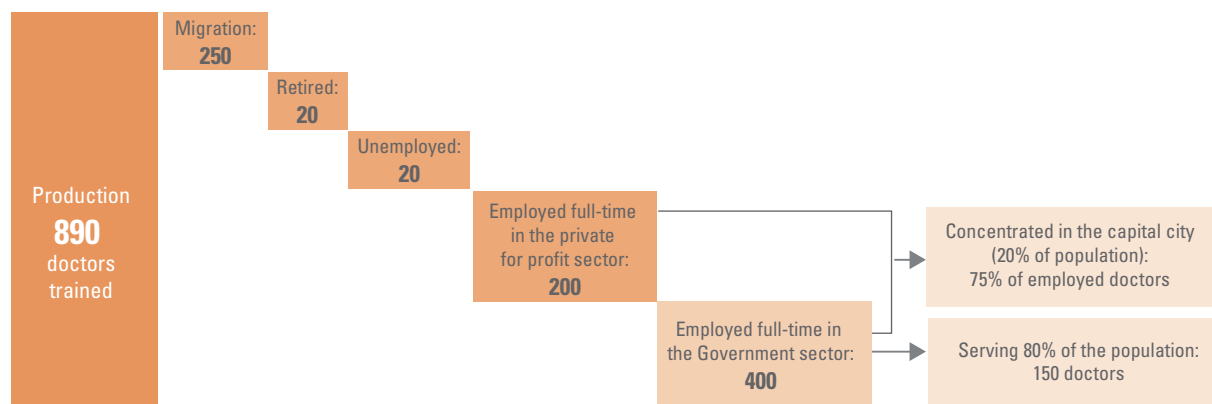 Production
890
doctors
trained
Migration:
250
Retired:
20
Unemployed:
20
Employed full-time
in the private
for profit sector:
200
Employed full-time in
the Government sector:
400
Concentrated in the capital city
(20% of population):
75% of employed doctors
Serving 80% of the population:
150 doctors